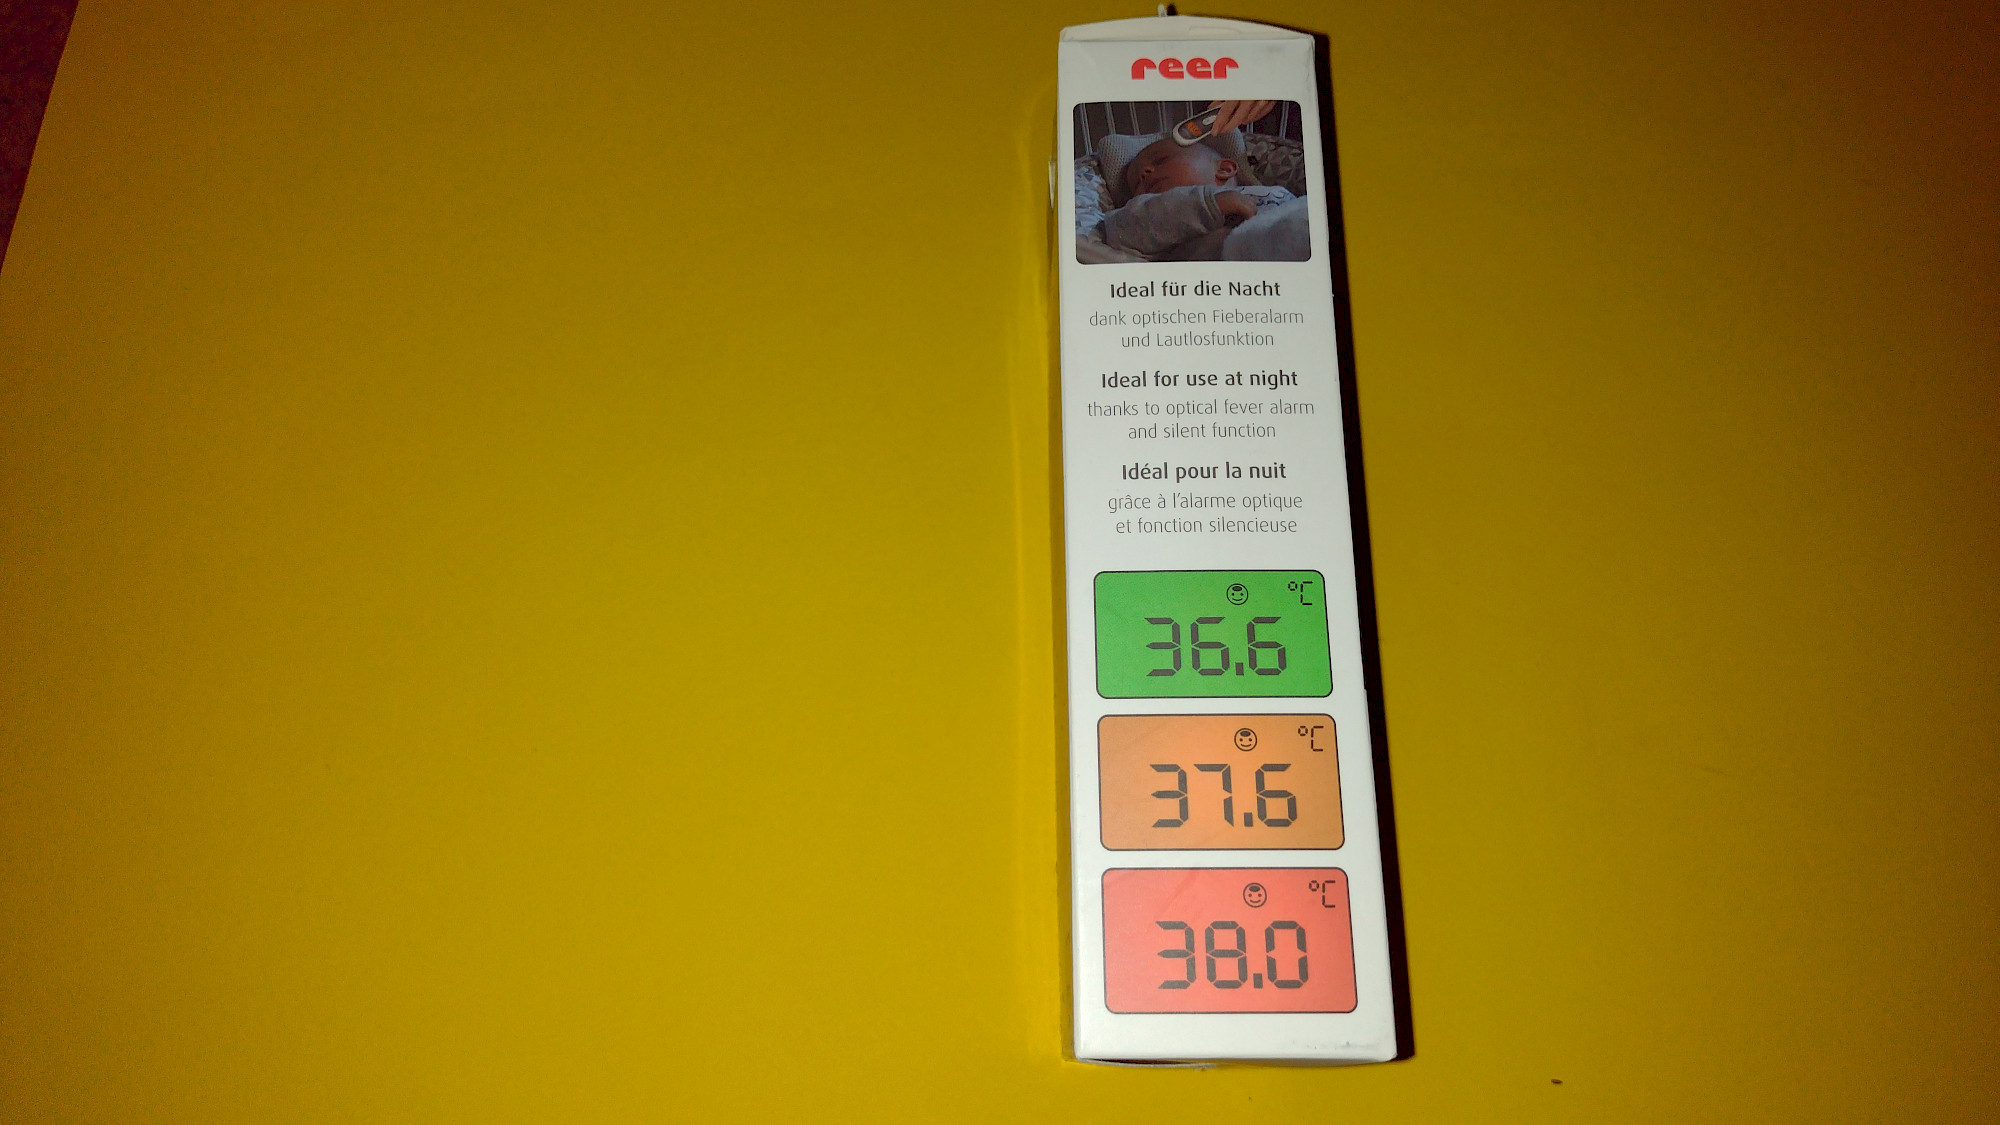 reer
Ideal für die Nacht
dank optischen Fieberalarm
und Lautlosfunktion
Ideal for use at night
thanks to optical fever alarm
and silent function
Idéal pour la nuit
grâce à l'alarme optique
et fonction silencieuse
°C
36.6
°C
37.6
°C
38.0